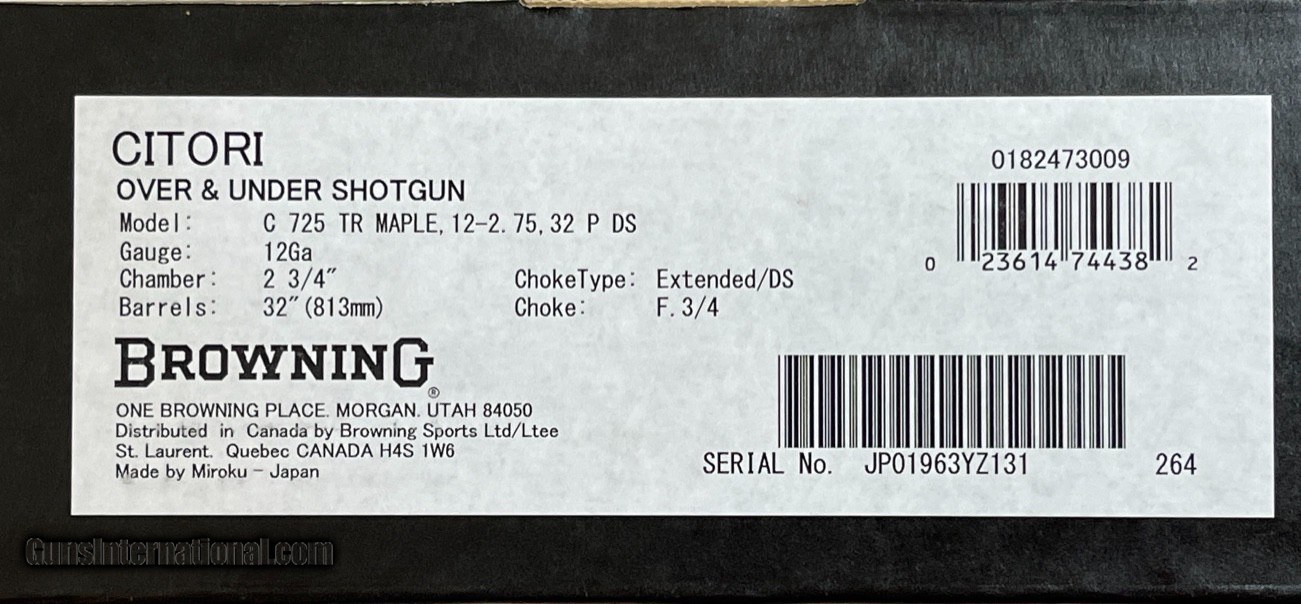 CITORI
OVER & UNDER SHOTGUN
Model: C 725 TR MAPLE, 12-2.75, 32 P DS
Gauge: 12Ga
Chamber: 2 3/4" ChokeType: Extended/DS
Barrels: 32"(813mm) Choke: F.3/4
BROWNING®
ONE BROWNING PLACE. MORGAN. UTAH 84050
Distributed in Canada by Browning Sports Ltd/Ltee
St. Laurent. Quebec CANADA H4S 1W6
Made by Miroku - Japan
0182473009
0 23614 74438 2
SERIAL No. JP01963YZ131 264
GunsInternational.com